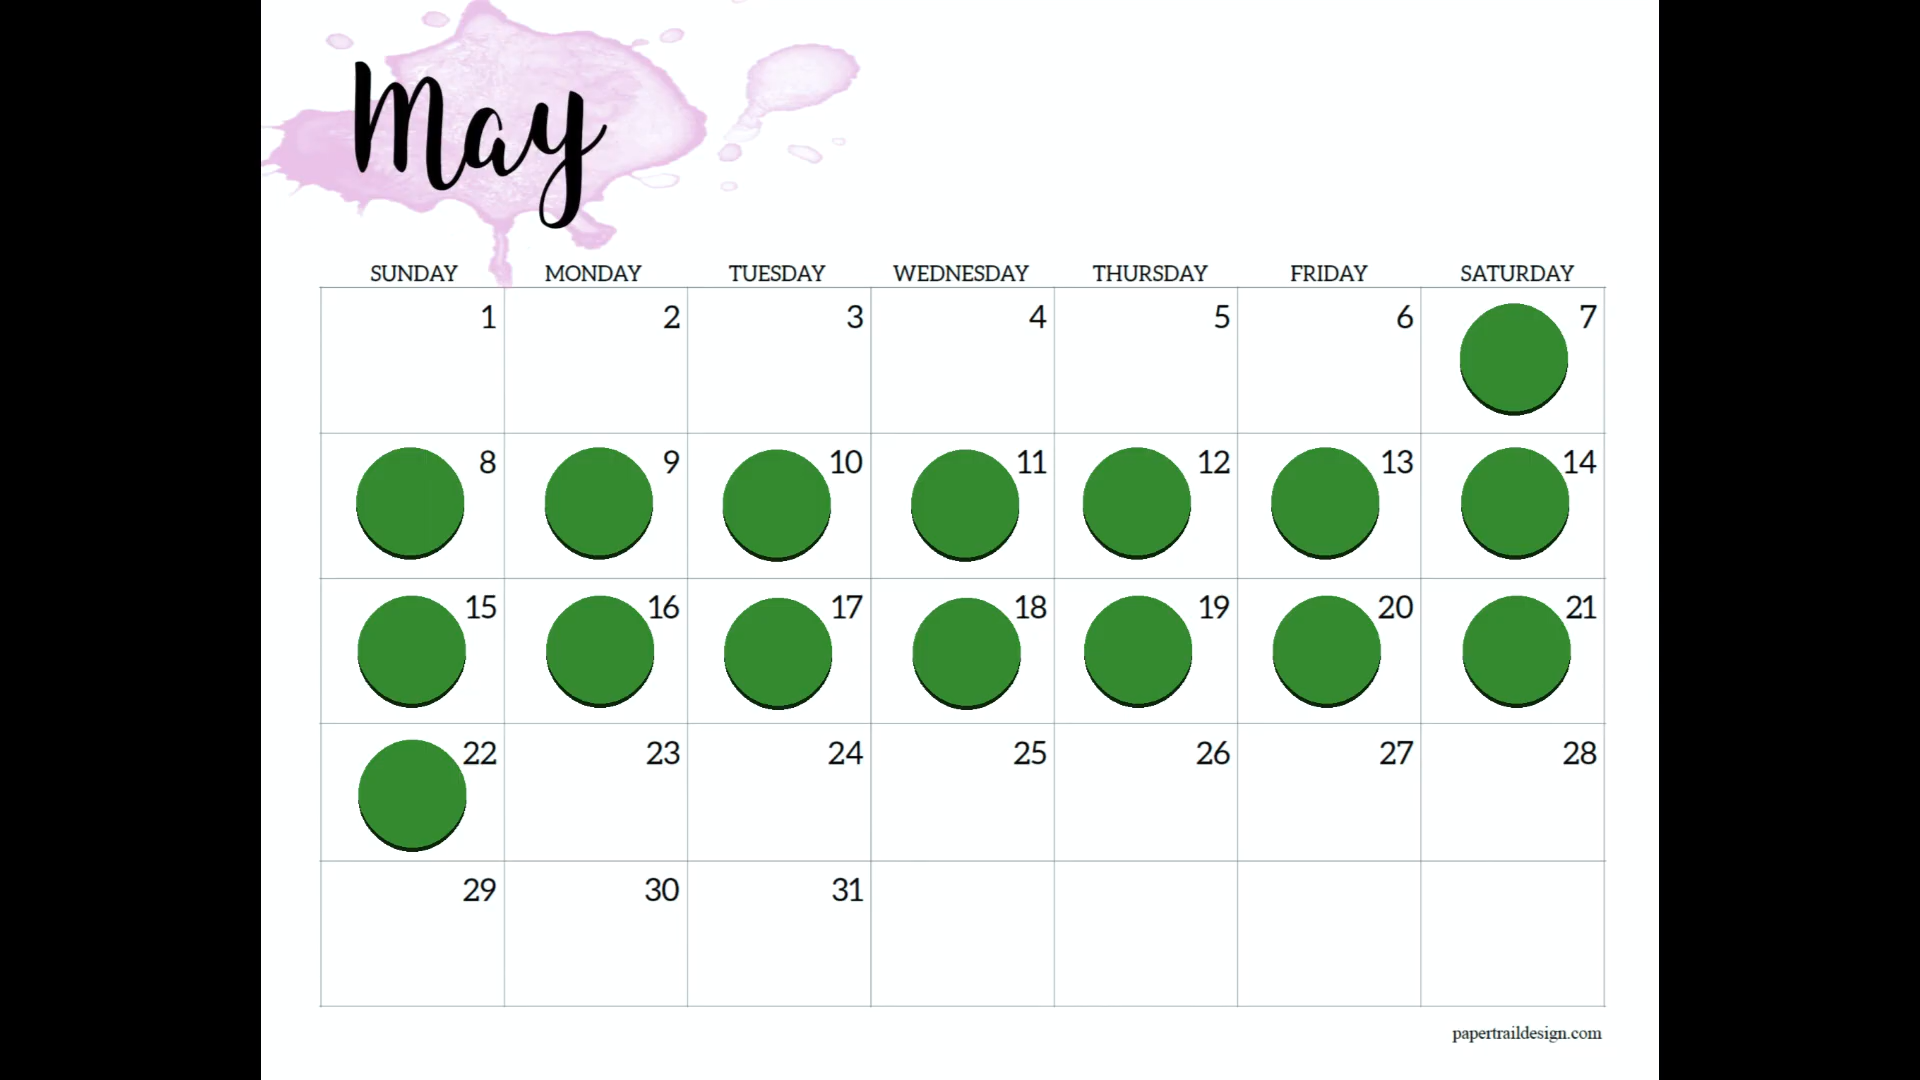 May
SUNDAY MONDAY TUESDAY WEDNESDAY THURSDAY FRIDAY SATURDAY
1 2 3 4 5 6 7
8 9 10 11 12 13 14
15 16 17 18 19 20 21
22 23 24 25 26 27 28
29 30 31
papertraildesign.com